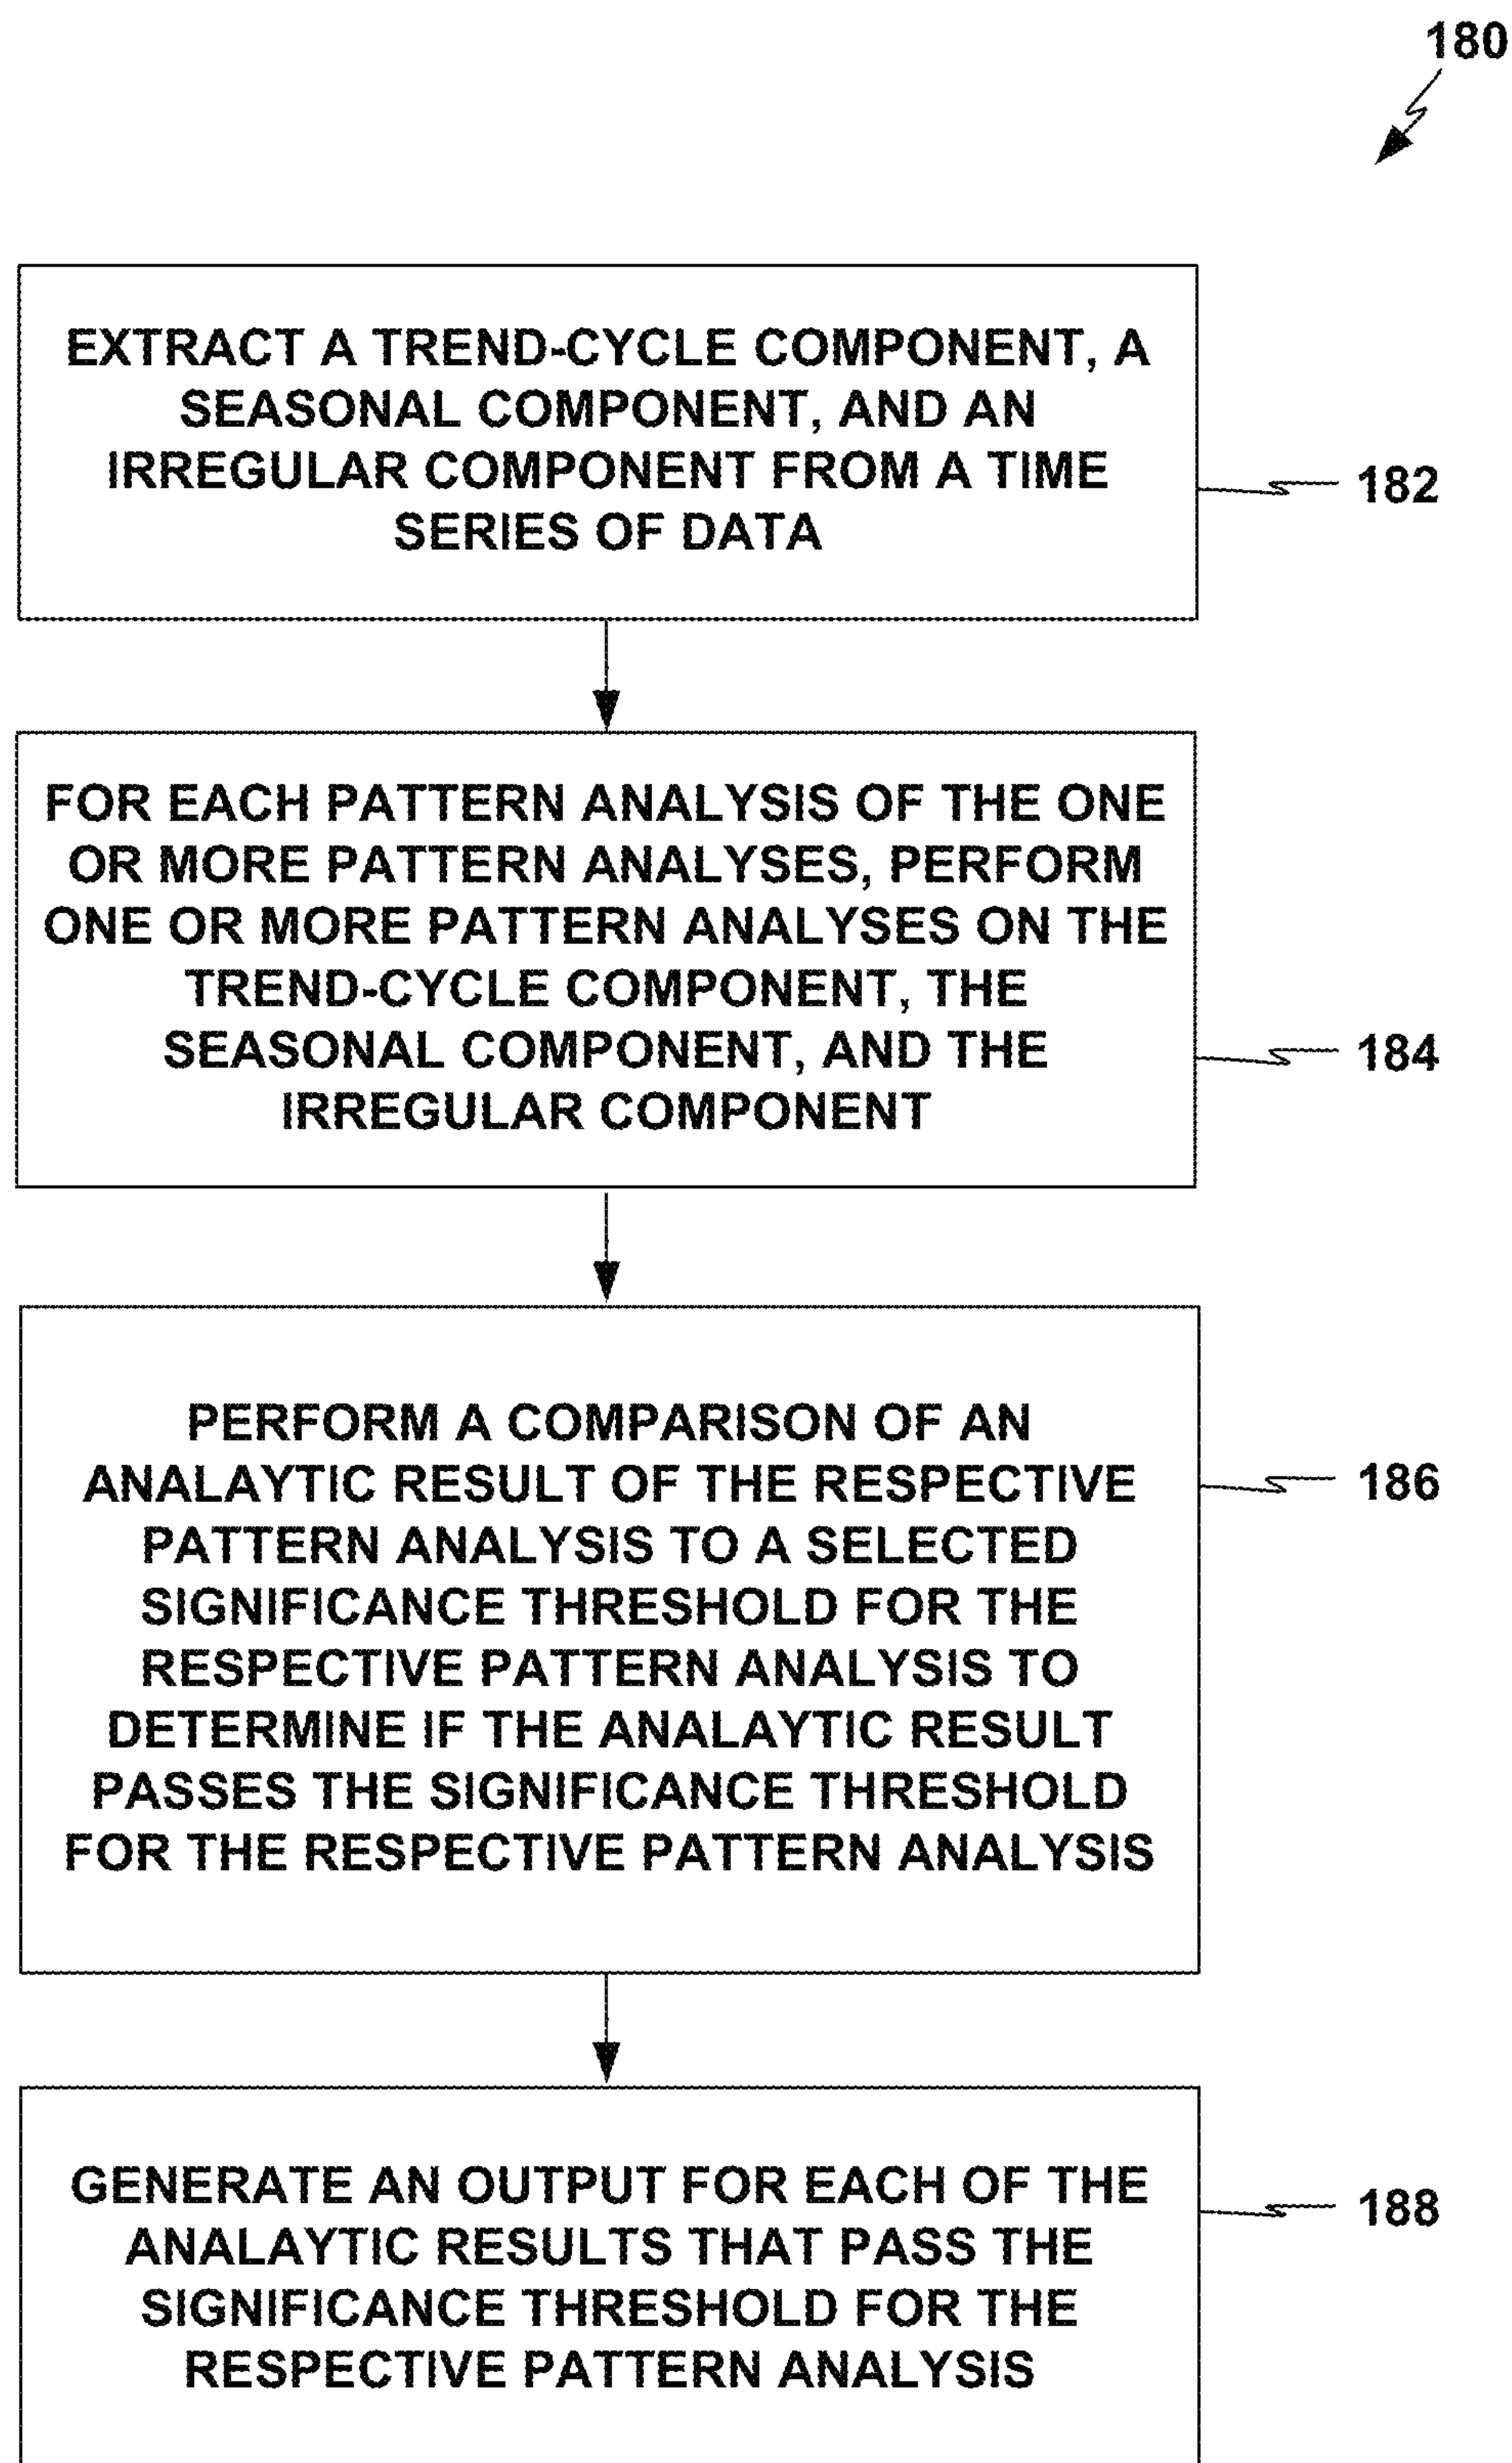 180
EXTRACT A TREND-CYCLE COMPONENT, A
SEASONAL COMPONENT, AND AN
IRREGULAR COMPONENT FROM A TIME
SERIES OF DATA
182
FOR EACH PATTERN ANALYSIS OF THE ONE
OR MORE PATTERN ANALYSES, PERFORM
ONE OR MORE PATTERN ANALYSES ON THE
TREND-CYCLE COMPONENT, THE
SEASONAL COMPONENT, AND THE
IRREGULAR COMPONENT
184
PERFORM A COMPARISON OF AN
ANALAYTIC RESULT OF THE RESPECTIVE
PATTERN ANALYSIS TO A SELECTED
SIGNIFICANCE THRESHOLD FOR THE
RESPECTIVE PATTERN ANALYSIS TO
DETERMINE IF THE ANALAYTIC RESULT
PASSES THE SIGNIFICANCE THRESHOLD
FOR THE RESPECTIVE PATTERN ANALYSIS
186
GENERATE AN OUTPUT FOR EACH OF THE
ANALAYTIC RESULTS THAT PASS THE
SIGNIFICANCE THRESHOLD FOR THE
RESPECTIVE PATTERN ANALYSIS
188